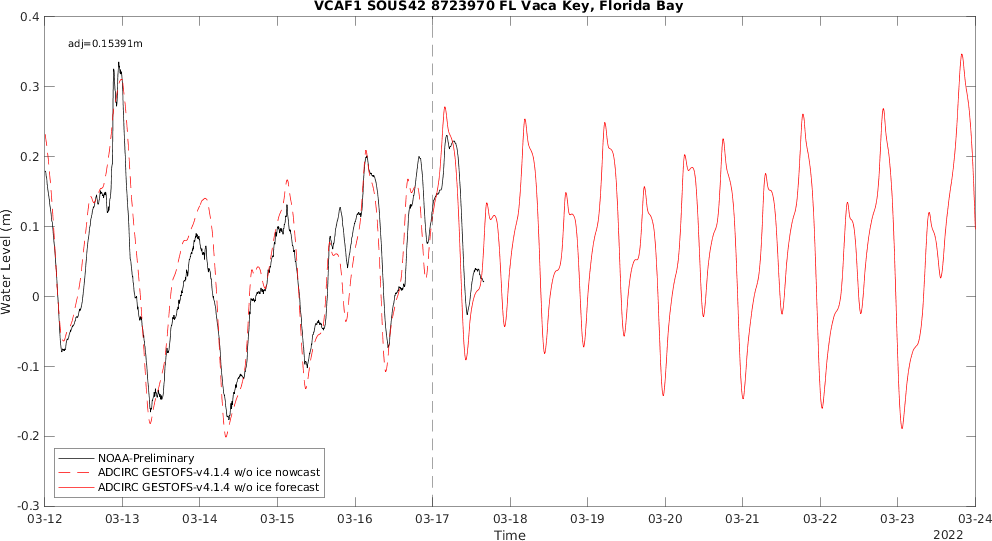 VCAF1 SOUS42 8723970 FL Vaca Key, Florida Bay
adj=0.15391m
0.4
0.3
0.2
0.1
0
-0.1
-0.2
-0.3
Water Level (m)
NOAA-Preliminary
ADCIRC GESTOFS-v4.1.4 w/o ice nowcast
ADCIRC GESTOFS-v4.1.4 w/o ice forecast
03-12 03-13 03-14 03-15 03-16 03-17 03-18 03-19 03-20 03-21 03-22 03-23 03-24
Time
2022